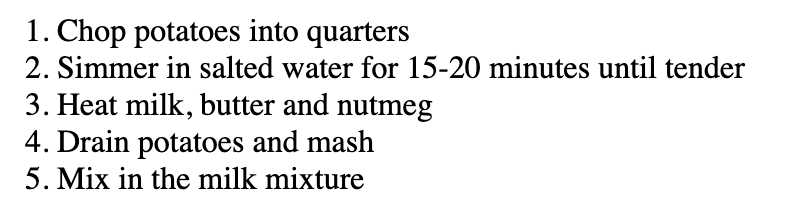 1. Chop potatoes into quarters
2. Simmer in salted water for 15-20 minutes until tender
3. Heat milk, butter and nutmeg
4. Drain potatoes and mash
5. Mix in the milk mixture